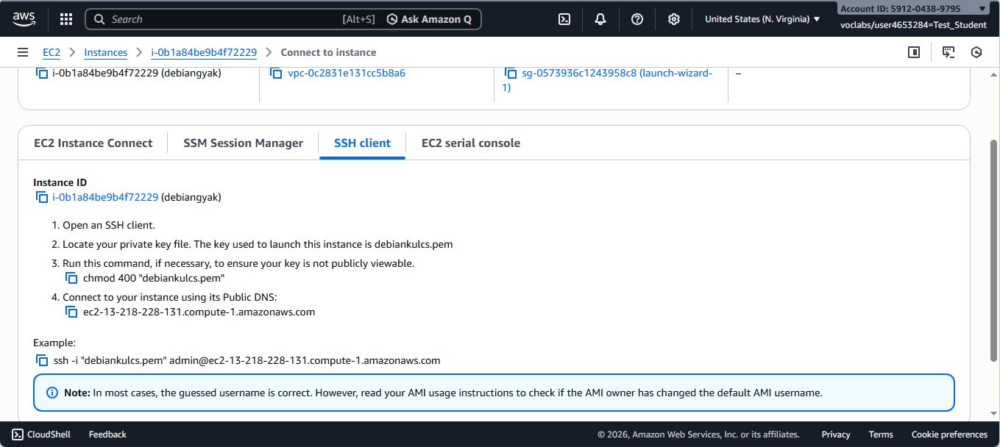 aws
Search [Alt+S] Ask Amazon Q United States (N. Virginia) Account ID: 5912-0438-9795
voclabs/user4653284=Test_Student
EC2 Instances i-0b1a84be9b4f72229 Connect to instance
i-0b1a84be9b4f72229 (debiangyak) vpc-0c2831e131cc5b8a6 sg-0573936c1243958c8 (launch-wizard- –
1)
EC2 Instance Connect SSM Session Manager SSH client EC2 serial console
Instance ID
i-0b1a84be9b4f72229 (debiangyak)
1. Open an SSH client.
2. Locate your private key file. The key used to launch this instance is debiankulcs.pem
3. Run this command, if necessary, to ensure your key is not publicly viewable.
chmod 400 "debiankulcs.pem"
4. Connect to your instance using its Public DNS:
ec2-13-218-228-131.compute-1.amazonaws.com
Example:
ssh -i "debiankulcs.pem" admin@ec2-13-218-228-131.compute-1.amazonaws.com
Note: In most cases, the guessed username is correct. However, read your AMI usage instructions to check if the AMI owner has changed the default AMI username.
CloudShell Feedback © 2026, Amazon Web Services, Inc. or its affiliates. Privacy Terms Cookie preferences